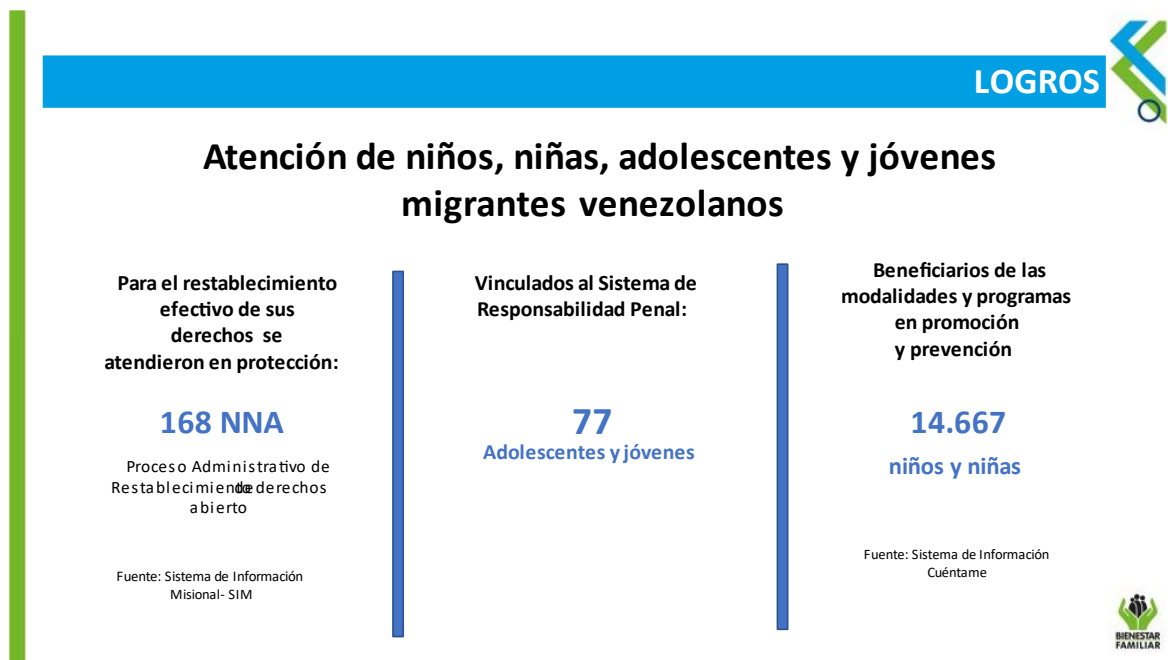 LOGROS
Atención de niños, niñas, adolescentes y jóvenes
migrantes venezolanos
Para el restablecimiento
efectivo de sus
derechos se
atendieron en protección:
168 NNA
Proceso Administrativo de
Restablecimiento de derechos
abierto
Fuente: Sistema de Información
Misional- SIM
Vinculados al Sistema de
Responsabilidad Penal:
77
Adolescentes y jóvenes
Beneficiarios de las
modalidades y programas
en promoción
y prevención
14.667
niños y niñas
Fuente: Sistema de Información
Cuéntame
BIENESTAR
FAMILIAR